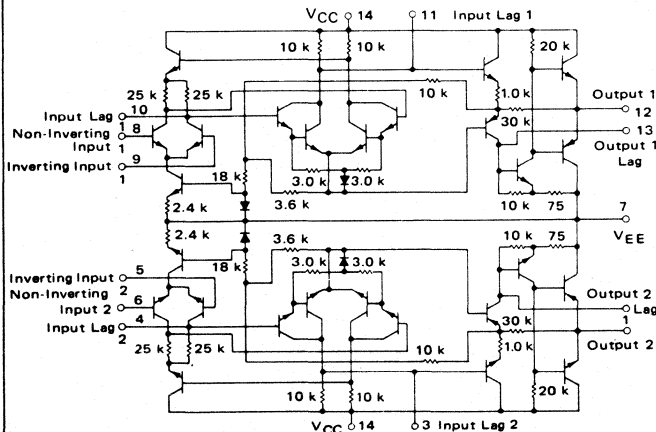 VCC 14
11 Input Lag 1
10 k
10 k
20 k
25 k
25 k
10 k
1.0 k
Input Lag
10
1
Output 1
12
30 k
Non-Inverting 8
Input 1
13
Output 1
Lag
9
Inverting Input
1
18 k
3.0 k
3.0 k
3.6 k
10 k
75
2.4 k
7
VEE
2.4 k
3.6 k
10 k
75
18 k
3.0 k
3.0 k
Inverting Input 5
2
Non-Inverting
6
Input 2
Output 2
Lag
Input Lag 4
2
30 k
1
25 k
25 k
10 k
1.0 k
Output 2
10 k
10 k
20 k
VCC 14
3 Input Lag 2